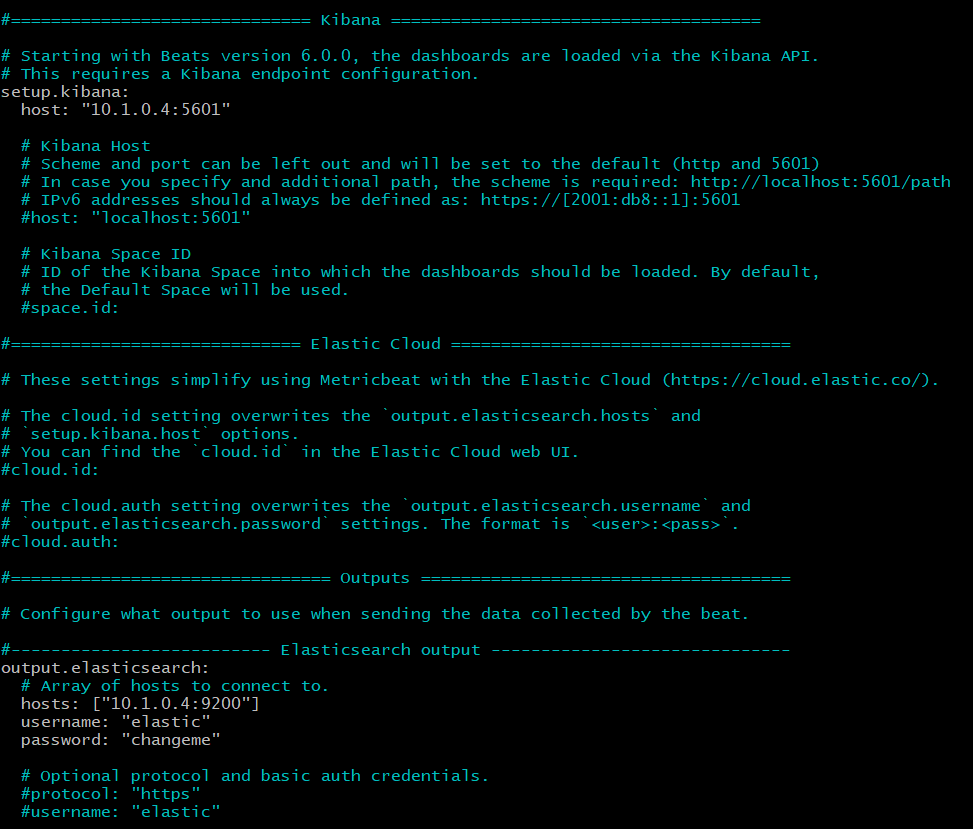 #============================== Kibana =====================================
# Starting with Beats version 6.0.0, the dashboards are loaded via the Kibana API.
# This requires a Kibana endpoint configuration.
setup.kibana:
  host: "10.1.0.4:5601"
  # Kibana Host
  # Scheme and port can be left out and will be set to the default (http and 5601)
  # In case you specify and additional path, the scheme is required: http://localhost:5601/path
  # IPv6 addresses should always be defined as: https://[2001:db8::1]:5601
  #host: "localhost:5601"
  # Kibana Space ID
  # ID of the Kibana Space into which the dashboards should be loaded. By default,
  # the Default Space will be used.
  #space.id:
#============================= Elastic Cloud ==================================
# These settings simplify using Metricbeat with the Elastic Cloud (https://cloud.elastic.co/).
# The cloud.id setting overwrites the `output.elasticsearch.hosts` and
# `setup.kibana.host` options.
# You can find the `cloud.id` in the Elastic Cloud web UI.
#cloud.id:
# The cloud.auth setting overwrites the `output.elasticsearch.username` and
# `output.elasticsearch.password` settings. The format is `<user>:<pass>`.
#cloud.auth:
#================================ Outputs =====================================
# Configure what output to use when sending the data collected by the beat.
#-------------------------- Elasticsearch output ------------------------------
output.elasticsearch:
  # Array of hosts to connect to.
  hosts: ["10.1.0.4:9200"]
  username: "elastic"
  password: "changeme"
  # Optional protocol and basic auth credentials.
  #protocol: "https"
  #username: "elastic"